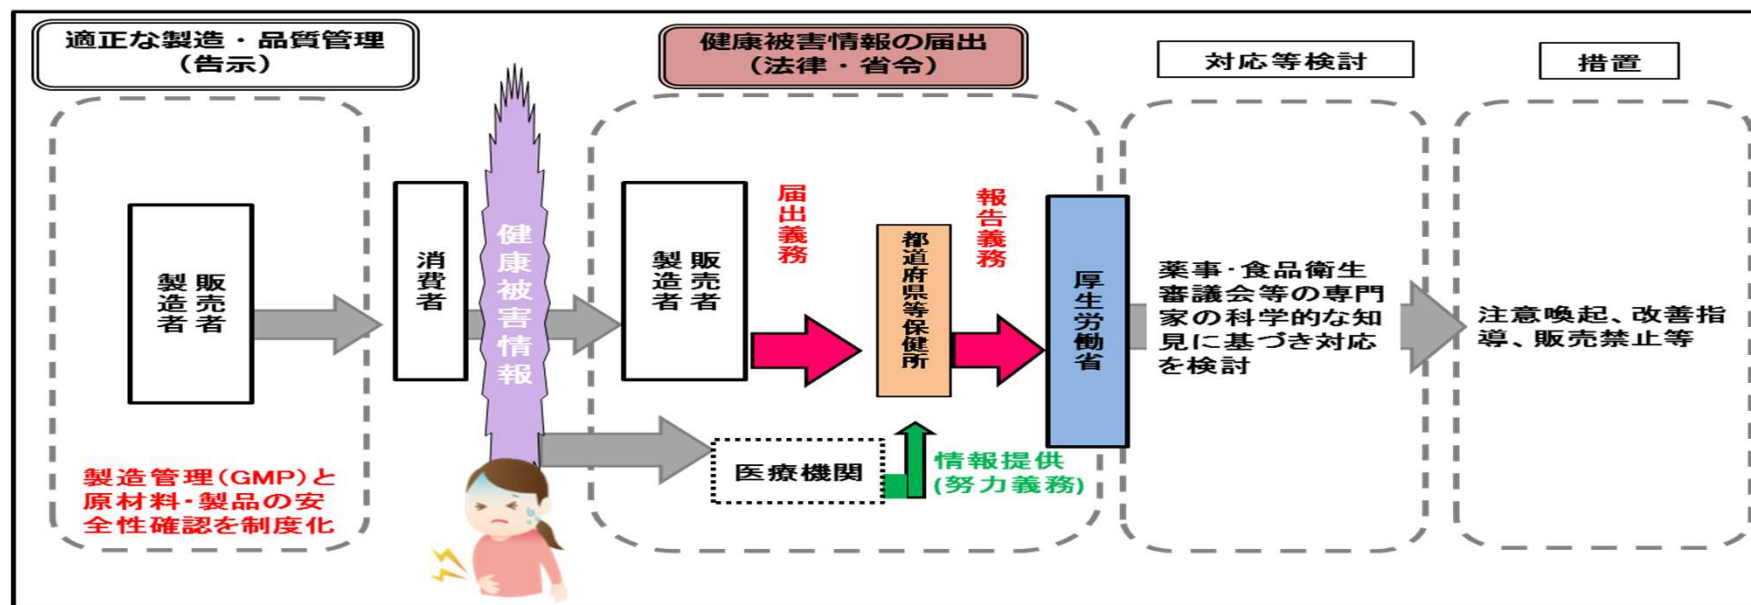 適正な製造・品質管理
(告示)
健康被害情報の届出
(法律・省令)
対応等検討
措置
販売者
製造者
製造管理(GMP)と
原材料・製品の安
全性確認を制度化
消費者
健康被害情報
販売者
製造者
届出義務
都道府県等保健所
報告義務
厚生労働省
医療機関
情報提供
(努力義務)
薬事・食品衛生
審議会等の専門
家の科学的な知
見に基づき対応
を検討
注意喚起、改善指
導、販売禁止等